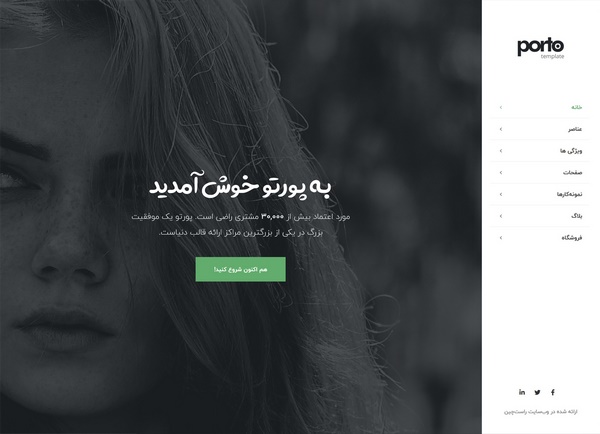 porto
template
خانه
عناصر
ویژگی ها
صفحات
نمونه‌کارها
بلاگ
فروشگاه
به پورتو خوش آمدید
مورد اعتماد بیش از ۳۰,۰۰۰ مشتری راضی است. پورتو یک موفقیت
بزرگ در یکی از بزرگترین مراکز ارائه قالب دنیاست.
هم اکنون شروع کنید!
ارائه شده در وب‌سایت راست‌چین